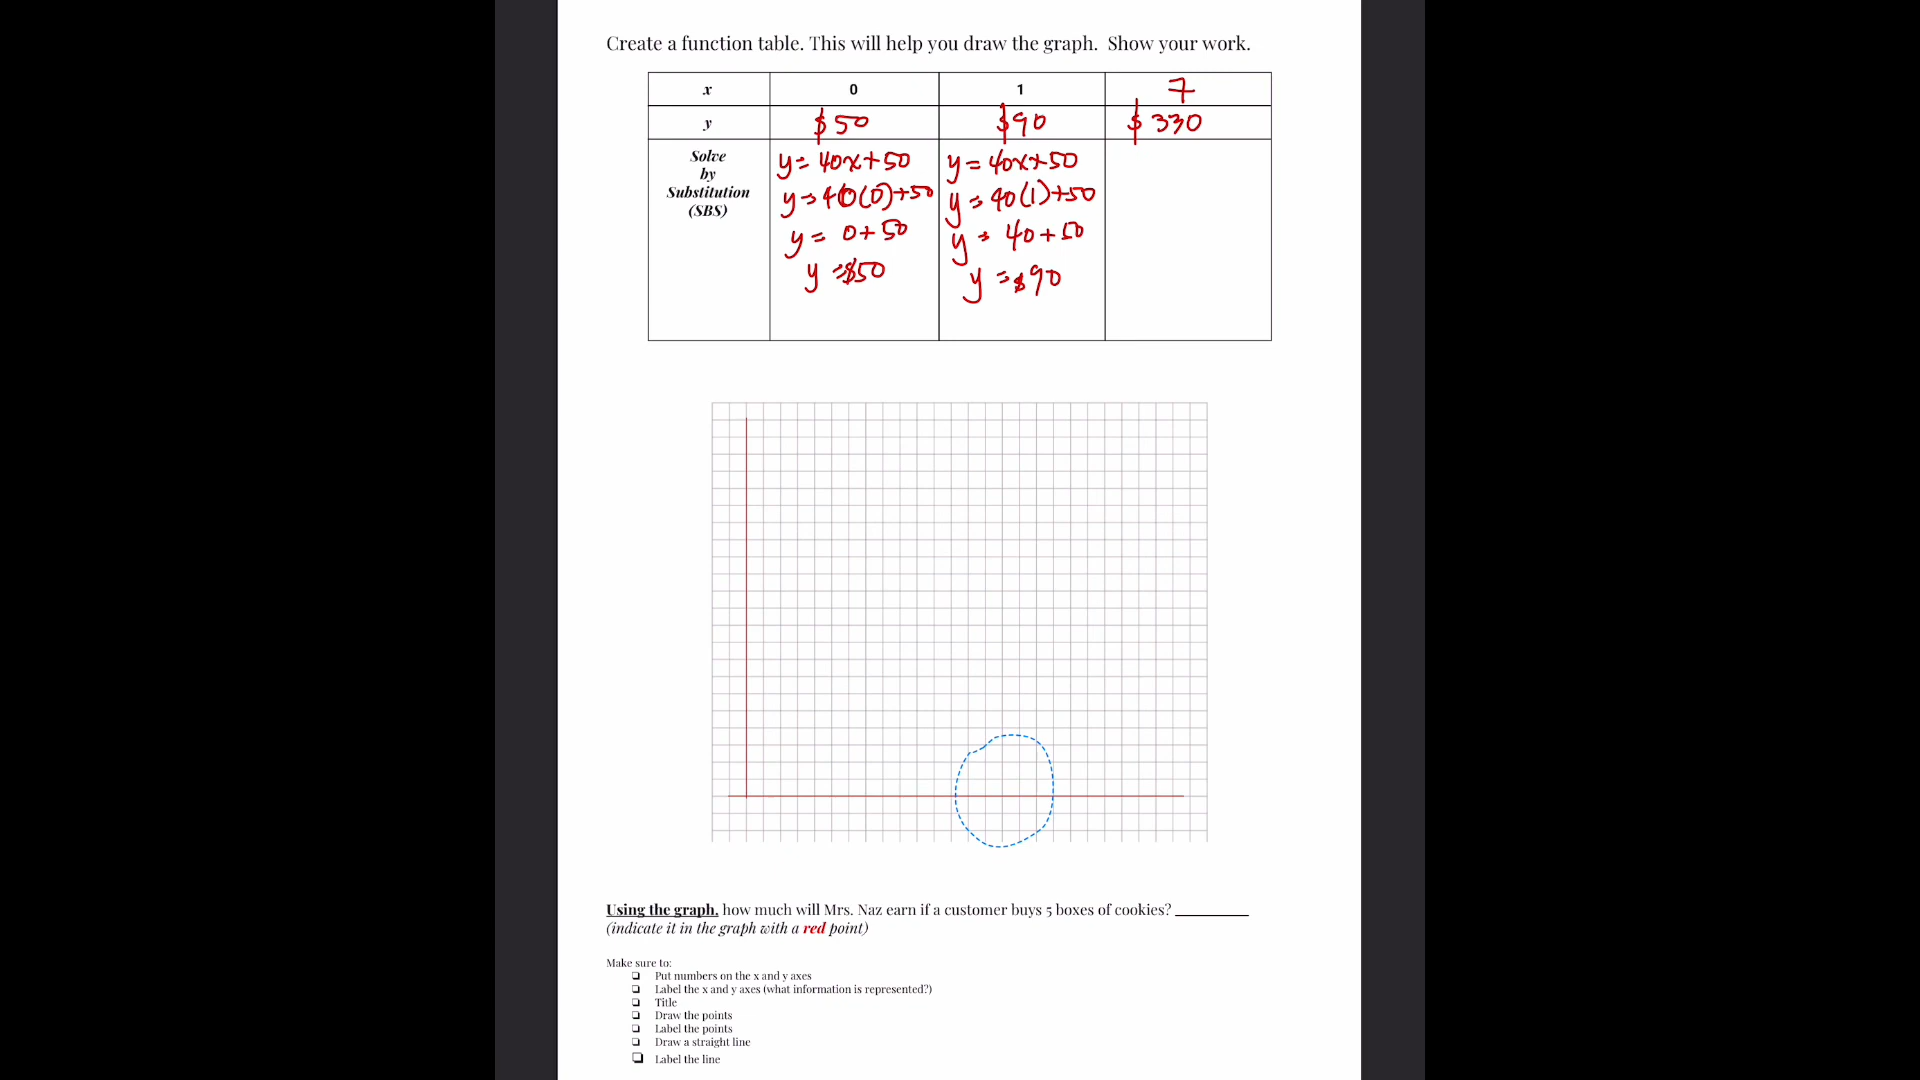 Create a function table. This will help you draw the graph. Show your work.
x 0 1 7
y $50 $90 $330
Solve
by
Substitution
(SBS)
y = 40x+50
y = 40(0)+50
y = 0+50
y = $50
y = 40x+50
y = 40(1)+50
y = 40+50
y = $90
Using the graph, how much will Mrs. Naz earn if a customer buys 5 boxes of cookies? __________
(indicate it in the graph with a red point)
Make sure to:
❏ Put numbers on the x and y axes
❏ Label the x and y axes (what information is represented?)
❏ Title
❏ Draw the points
❏ Label the points
❏ Draw a straight line
❏ Label the line